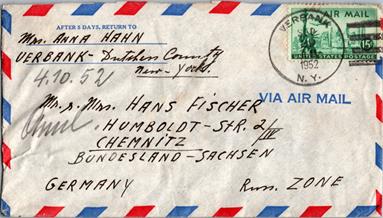 AFTER 5 DAYS, RETURN TO
Mrs. ANNA HAHN
VERBANK - Dutchess County
New-York.
4.10.52
VERBANK
1952
N.Y.
AIR MAIL
15¢
UNITED STATES POSTAGE
VIA AIR MAIL
Mr. & Mrs. HANS FISCHER
HUMBOLDT-STR. 2/IV
CHEMNITZ
BUNDESLAND-SACHSEN
GERMANY Russ. ZONE